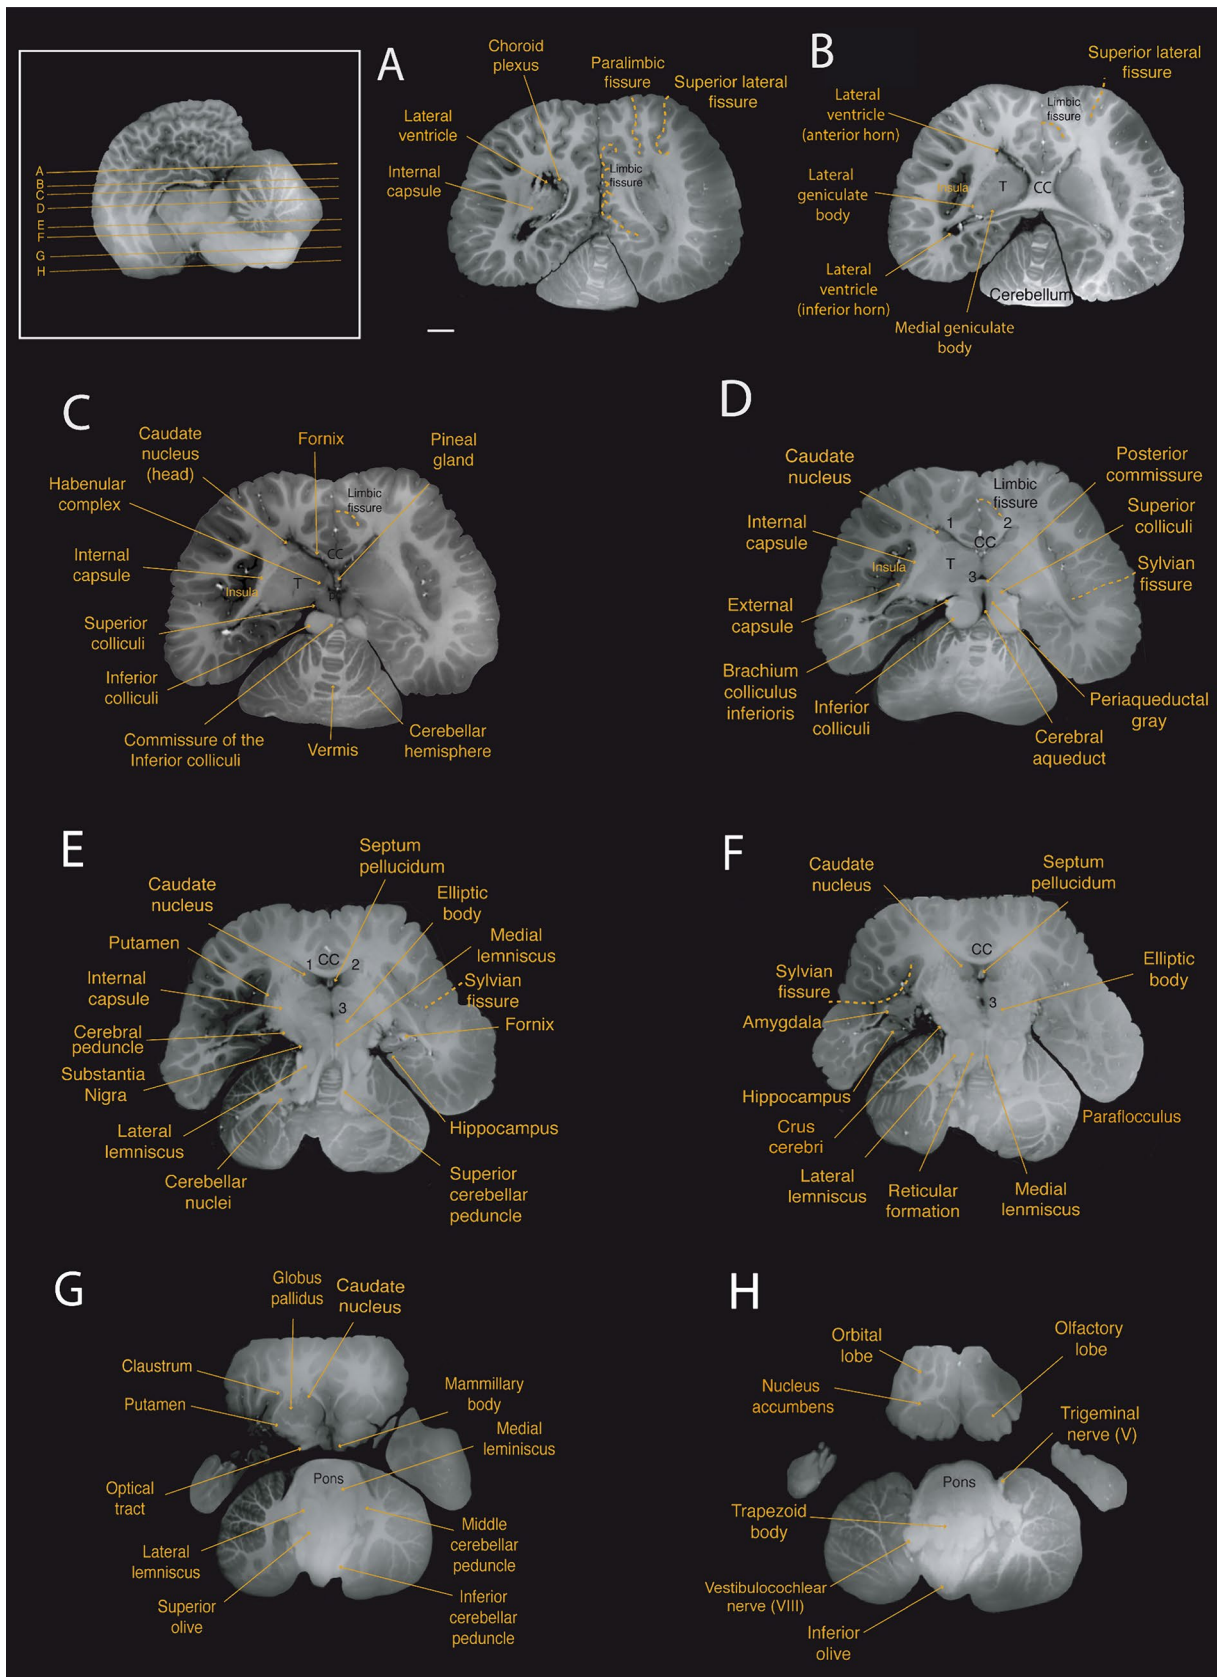 A
B
C
D
E
F
G
H
A
Choroid
plexus
Paralimbic
fissure
Superior lateral
fissure
Lateral
ventricle
Internal
capsule
Limbic
fissure
B
Superior lateral
fissure
Lateral
ventricle
(anterior horn)
Limbic
fissure
Lateral
geniculate
body
Insula
T
CC
Lateral
ventricle
(inferior horn)
Cerebellum
Medial geniculate
body
C
Caudate
nucleus
(head)
Fornix
Pineal
gland
Habenular
complex
Limbic
fissure
CC
Internal
capsule
T
Insula
P
Superior
colliculi
Inferior
colliculi
Commissure of the
Inferior colliculi
Vermis
Cerebellar
hemisphere
D
Caudate
nucleus
Posterior
commissure
Limbic
fissure
Superior
colliculi
Internal
capsule
1
2
CC
Insula
T
3
Sylvian
fissure
External
capsule
Brachium
colliculus
inferioris
Inferior
colliculi
Periaqueductal
gray
Cerebral
aqueduct
E
Septum
pellucidum
Caudate
nucleus
Elliptic
body
Putamen
Medial
lemniscus
1
CC
2
Internal
capsule
Sylvian
fissure
3
Cerebral
peduncle
Fornix
Substantia
Nigra
Lateral
lemniscus
Hippocampus
Cerebellar
nuclei
Superior
cerebellar
peduncle
F
Caudate
nucleus
Septum
pellucidum
CC
Elliptic
body
Sylvian
fissure
3
Amygdala
Hippocampus
Paraflocculus
Crus
cerebri
Lateral
lemniscus
Reticular
formation
Medial
lenmiscus
G
Globus
pallidus
Caudate
nucleus
Claustrum
Putamen
Mammillary
body
Medial
leminiscus
Pons
Optical
tract
Middle
cerebellar
peduncle
Lateral
lemniscus
Superior
olive
Inferior
cerebellar
peduncle
H
Orbital
lobe
Olfactory
lobe
Nucleus
accumbens
Trigeminal
nerve (V)
Pons
Trapezoid
body
Vestibulocochlear
nerve (VIII)
Inferior
olive